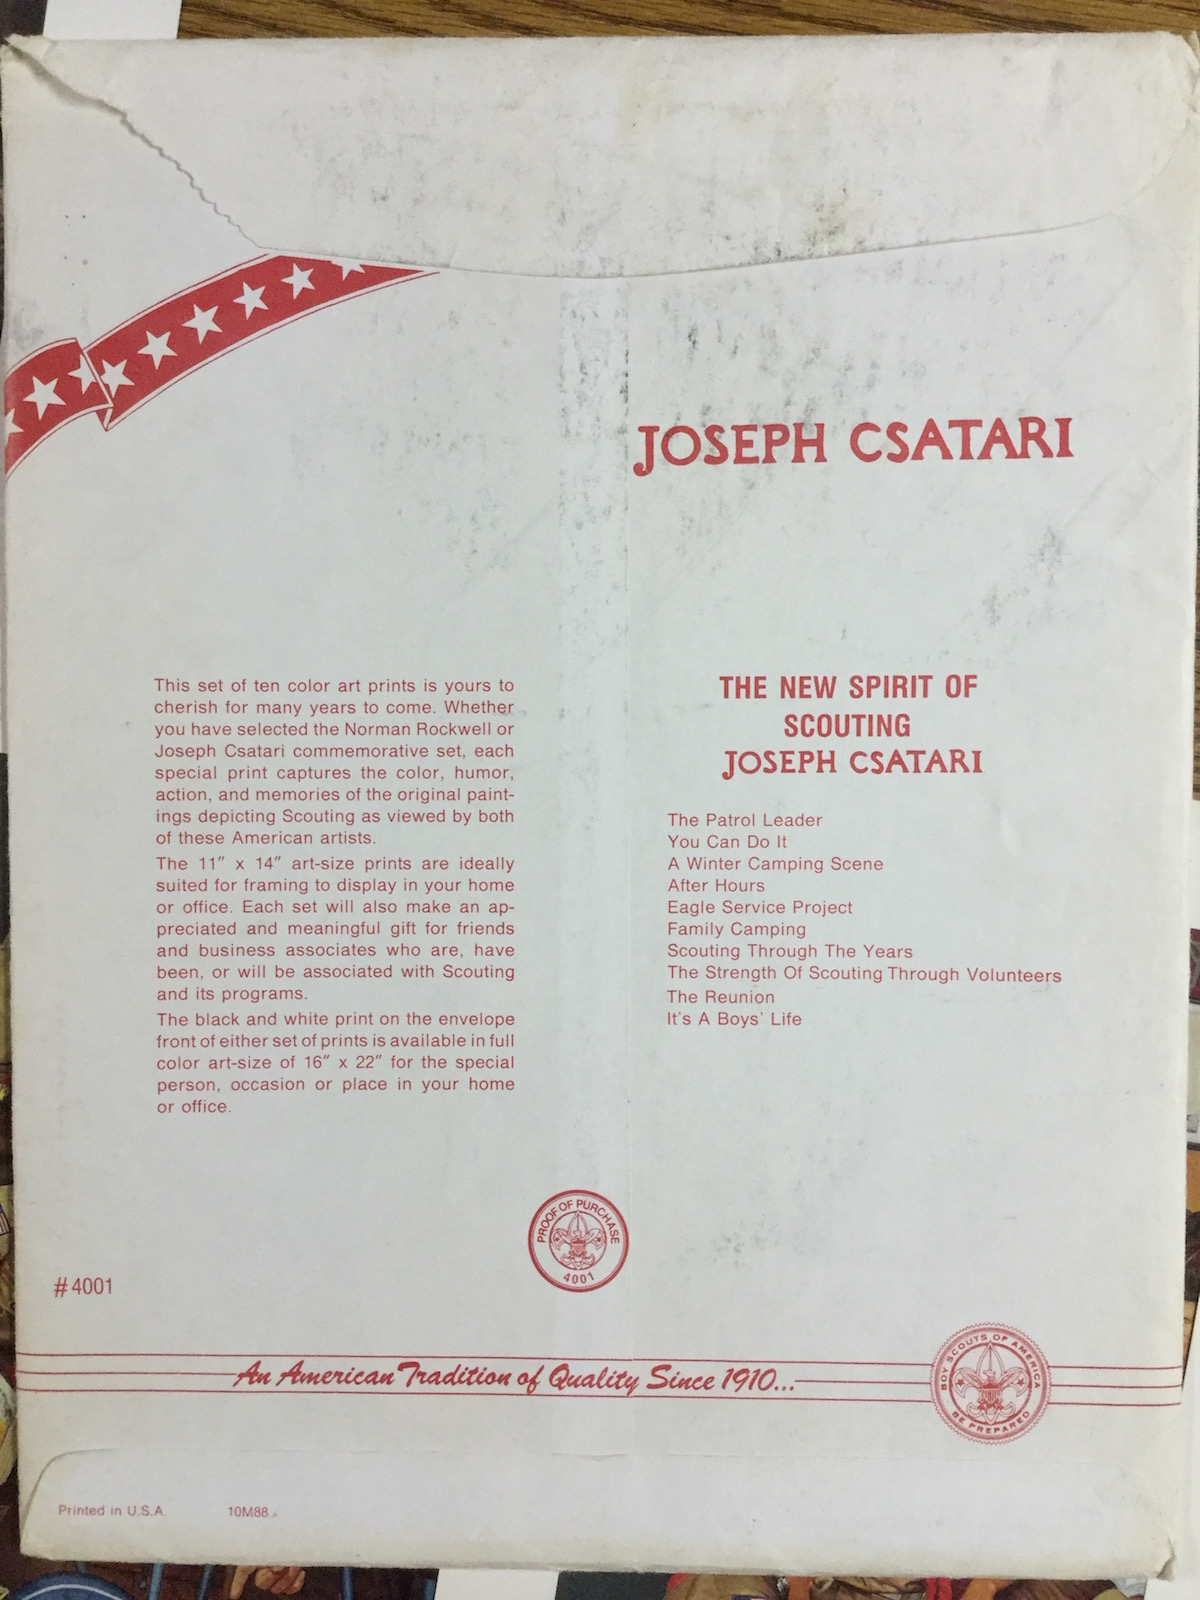 JOSEPH CSATARI
This set of ten color art prints is yours to
cherish for many years to come. Whether
you have selected the Norman Rockwell or
Joseph Csatari commemorative set, each
special print captures the color, humor,
action, and memories of the original paint-
ings depicting Scouting as viewed by both
of these American artists.
The 11″ x 14″ art-size prints are ideally
suited for framing to display in your home
or office. Each set will also make an ap-
preciated and meaningful gift for friends
and business associates who are, have
been, or will be associated with Scouting
and its programs.
The black and white print on the envelope
front of either set of prints is available in full
color art-size of 16″ x 22″ for the special
person, occasion or place in your home
or office.
THE NEW SPIRIT OF
SCOUTING
JOSEPH CSATARI
The Patrol Leader
You Can Do It
A Winter Camping Scene
After Hours
Eagle Service Project
Family Camping
Scouting Through The Years
The Strength Of Scouting Through Volunteers
The Reunion
It's A Boys' Life
PROOF OF PURCHASE
4001
#4001
An American Tradition of Quality Since 1910...
BOY SCOUTS OF AMERICA
BE PREPARED
Printed in U.S.A. 10M88